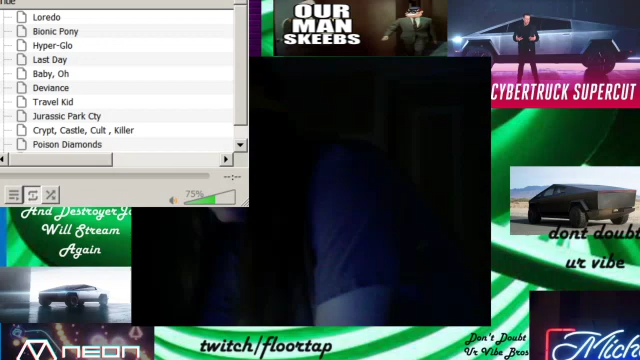 OUR
MAN
SKEEBS
Loredo
Bionic Pony
Hyper-Glo
Last Day
Baby, Oh
Deviance
Travel Kid
Jurassic Park Cty
Crypt, Castle, Cult , Killer
Poison Diamonds
--:--
75%
CYBERTRUCK SUPERCUT
Will Stream
Again
dont doubt
ur vibe
NEON
twitch/floortap
Don't Doubt
Ur Vibe Bros